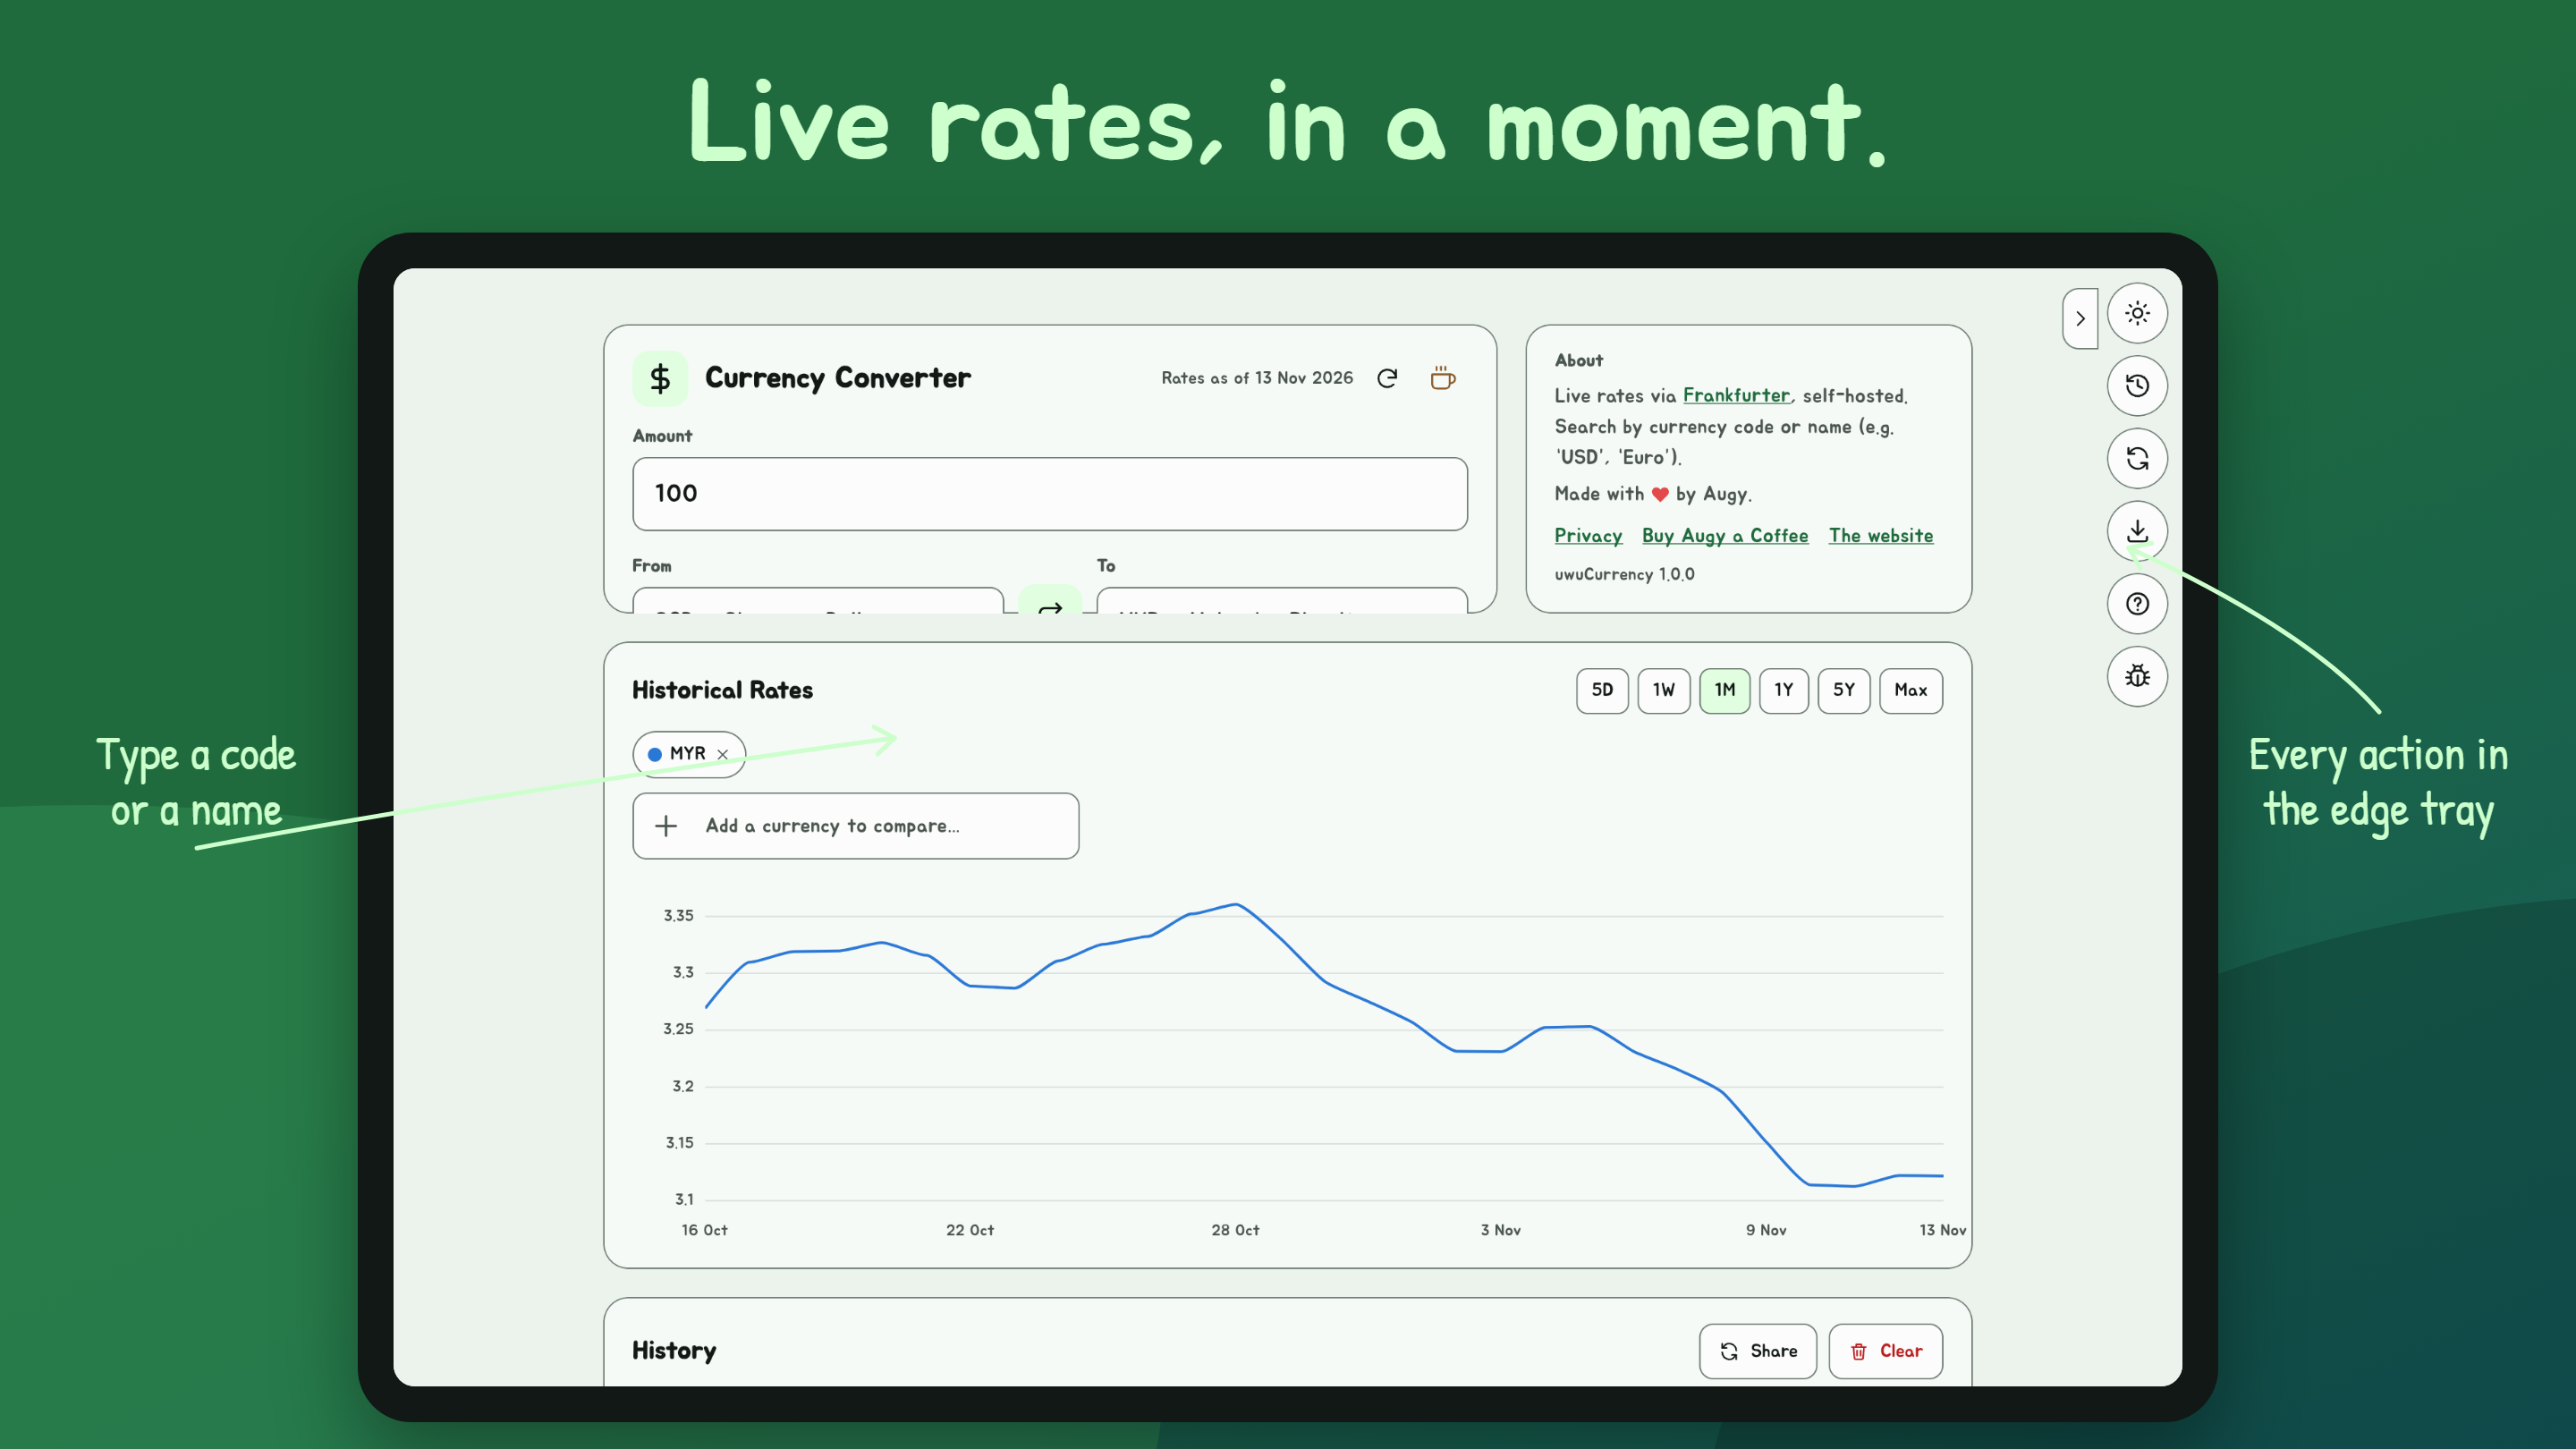 Live rates, in a moment.
Currency Converter
Rates as of 13 Nov 2026
Amount
100
From
To
About
Live rates via Frankfurter, self-hosted.
Search by currency code or name (e.g.
'USD', 'Euro').
Made with ❤ by Augy.
Privacy Buy Augy a Coffee The website
uwuCurrency 1.0.0
Historical Rates
5D 1W 1M 1Y 5Y Max
MYR ×
Add a currency to compare...
3.35
3.3
3.25
3.2
3.15
3.1
16 Oct 22 Oct 28 Oct 3 Nov 9 Nov 13 Nov
History
Share
Clear
Type a code
or a name
Every action in
the edge tray